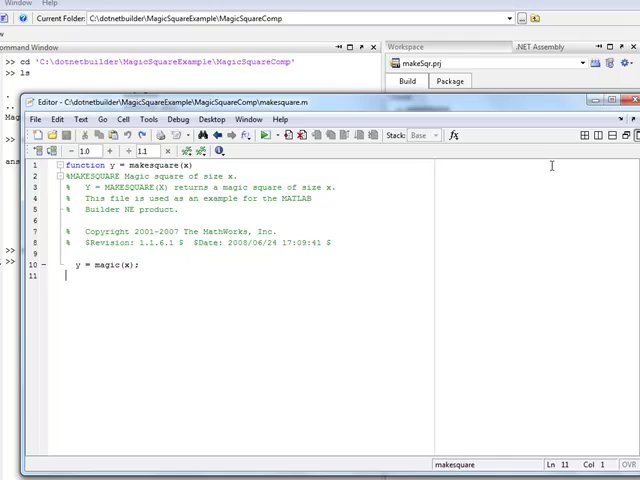 Window Help
Current Folder: C:\dotnetbuilder\MagicSquareExample\MagicSquareComp
ommand Window
Workspace
.NET Assembly
>> cd 'C:\dotnetbuilder\MagicSquareExample\MagicSquareComp'
>> ls
makeSqr.prj
Build
Package
.
..
Mag
>>
ans
>>
>>
Editor - C:\dotnetbuilder\MagicSquareExample\MagicSquareComp\makesquare.m
File Edit Text Go Cell Tools Debug Desktop Window Help
Stack: Base
fx
1.0
1.1
1 function y = makesquare(x)
2 %MAKESQUARE Magic square of size x.
3 % Y = MAKESQUARE(X) returns a magic square of size x.
4 % This file is used as an example for the MATLAB
5 % Builder NE product.
6
7 % Copyright 2001-2007 The MathWorks, Inc.
8 % $Revision: 1.1.6.1 $ $Date: 2008/06/24 17:09:41 $
9
10 – y = magic(x);
11
makesquare
Ln 11 Col 1 OVR